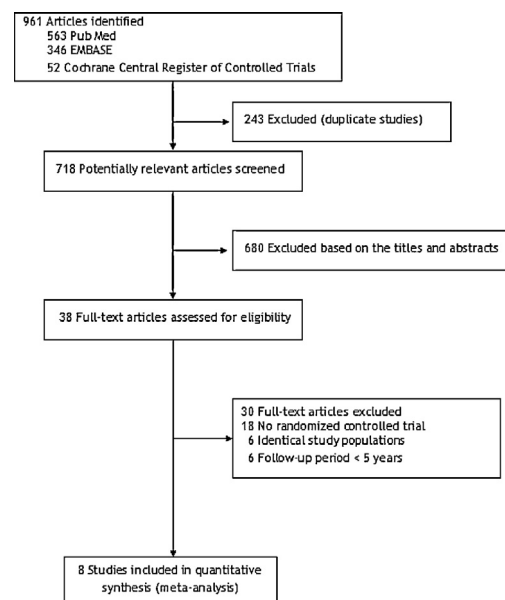 961 Articles identified
563 Pub Med
346 EMBASE
52 Cochrane Central Register of Controlled Trials
243 Excluded (duplicate studies)
718 Potentially relevant articles screened
680 Excluded based on the titles and abstracts
38 Full-text articles assessed for eligibility
30 Full-text articles excluded
18 No randomized controlled trial
6 Identical study populations
6 Follow-up period < 5 years
8 Studies included in quantitative
synthesis (meta-analysis)